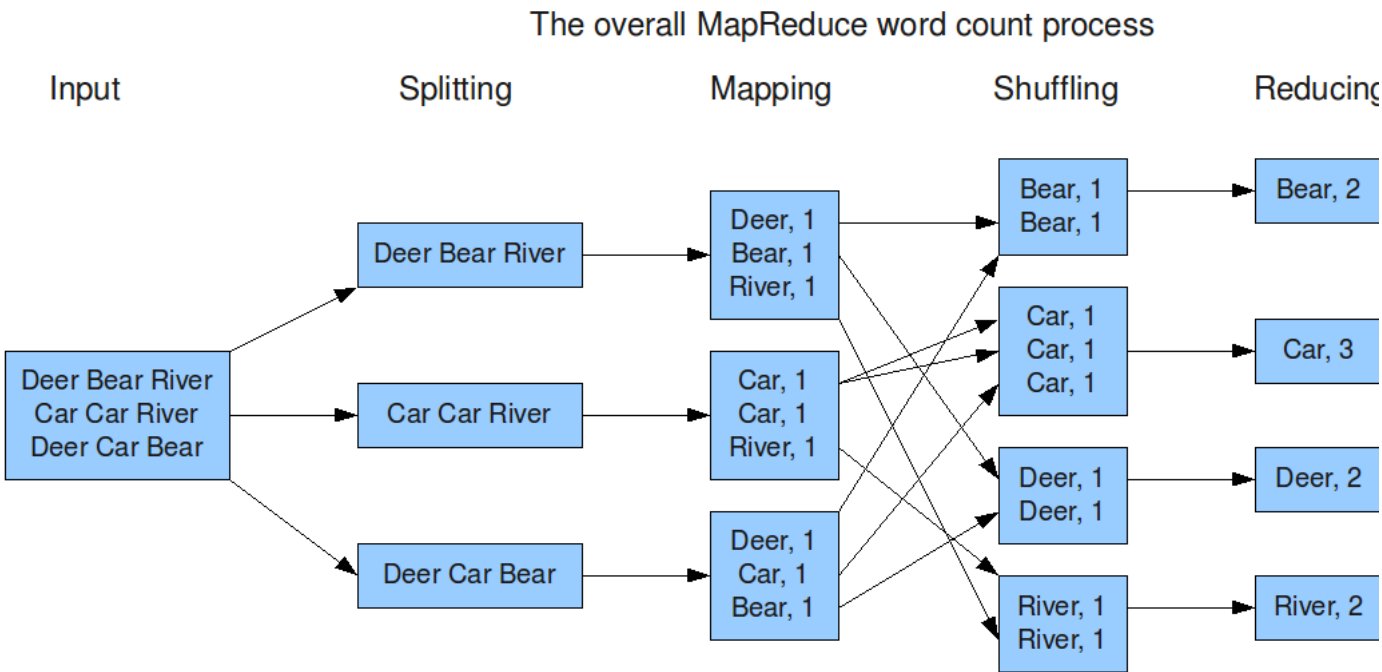 The overall MapReduce word count process
Input
Splitting
Mapping
Shuffling
Reducing
Deer Bear River
Car Car River
Deer Car Bear
Deer Bear River
Car Car River
Deer Car Bear
Deer, 1
Bear, 1
River, 1
Car, 1
Car, 1
River, 1
Deer, 1
Car, 1
Bear, 1
Bear, 1
Bear, 1
Car, 1
Car, 1
Car, 1
Deer, 1
Deer, 1
River, 1
River, 1
Bear, 2
Car, 3
Deer, 2
River, 2